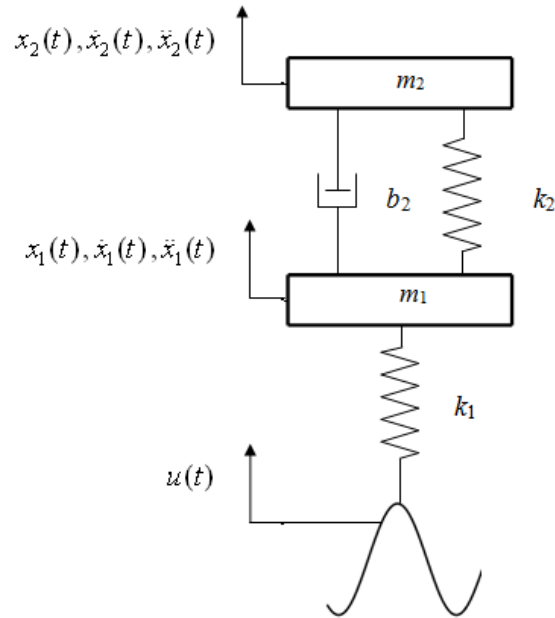 x₂(t), ẋ₂(t), ẍ₂(t)
m₂
b₂
k₂
x₁(t), ẋ₁(t), ẍ₁(t)
m₁
k₁
u(t)